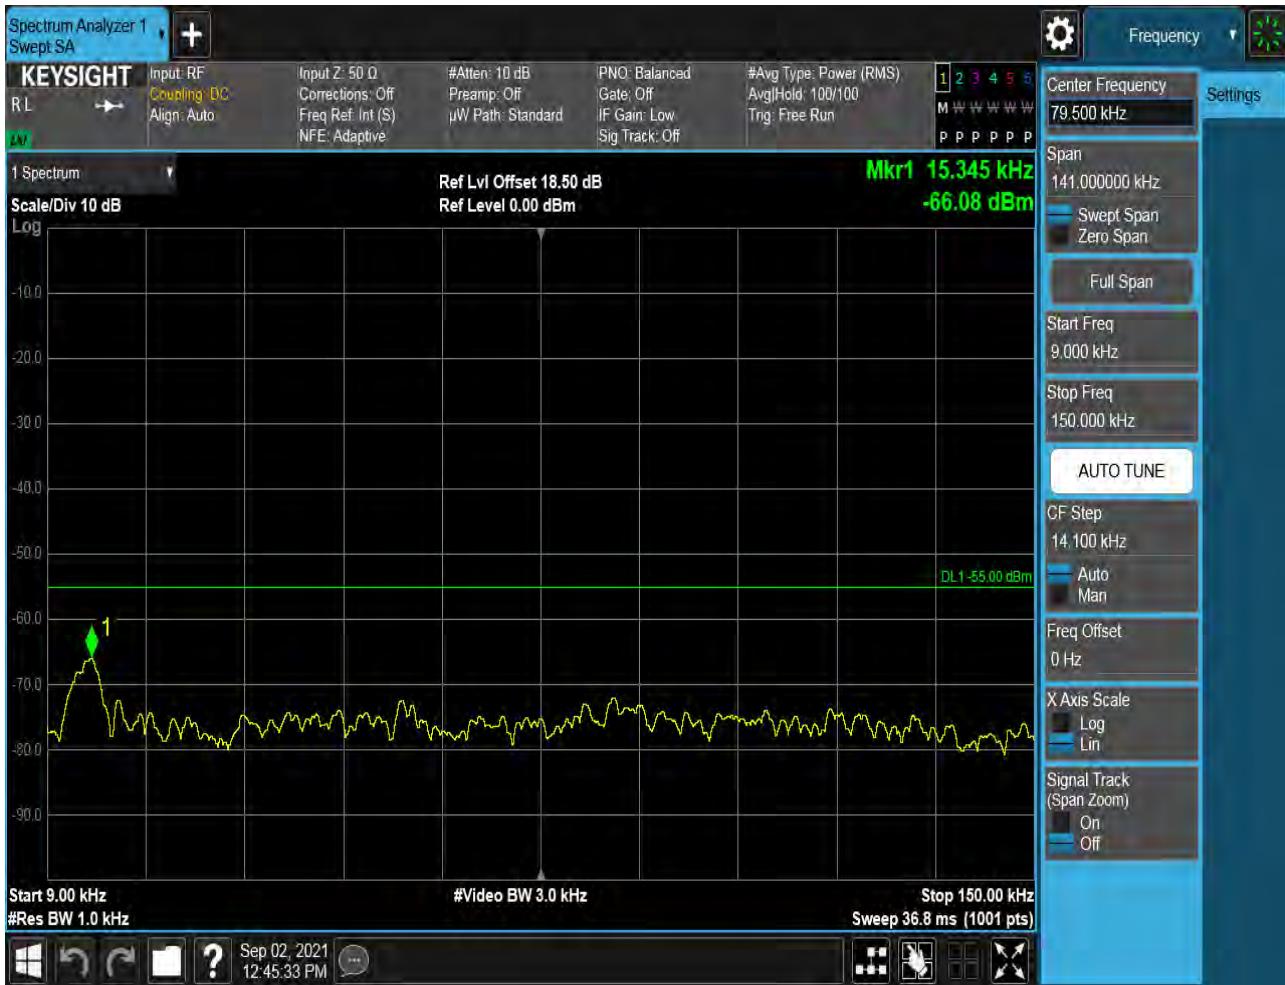 Spectrum Analyzer 1
Swept SA
+
Frequency
KEYSIGHT
R L
Input: RF
Coupling: DC
Align: Auto
Input Z: 50 Ω
Corrections: Off
Freq Ref: Int (S)
NFE: Adaptive
#Atten: 10 dB
Preamp: Off
µW Path: Standard
PNO: Balanced
Gate: Off
IF Gain: Low
Sig Track: Off
#Avg Type: Power (RMS)
Avg|Hold: 100/100
Trig: Free Run
1 2 3 4 5 6
M W W W W W
P P P P P P
1 Spectrum
Scale/Div 10 dB
Ref Lvl Offset 18.50 dB
Ref Level 0.00 dBm
Mkr1 15.345 kHz
-66.08 dBm
Log
-10.0
-20.0
-30.0
-40.0
-50.0
-60.0
-70.0
-80.0
-90.0
DL1 -55.00 dBm
1
Start 9.00 kHz
#Res BW 1.0 kHz
#Video BW 3.0 kHz
Stop 150.00 kHz
Sweep 36.8 ms (1001 pts)
Sep 02, 2021
12:45:33 PM
?
Center Frequency
79.500 kHz
Settings
Span
141.000000 kHz
Swept Span
Zero Span
Full Span
Start Freq
9.000 kHz
Stop Freq
150.000 kHz
AUTO TUNE
CF Step
14.100 kHz
Auto
Man
Freq Offset
0 Hz
X Axis Scale
Log
Lin
Signal Track
(Span Zoom)
On
Off